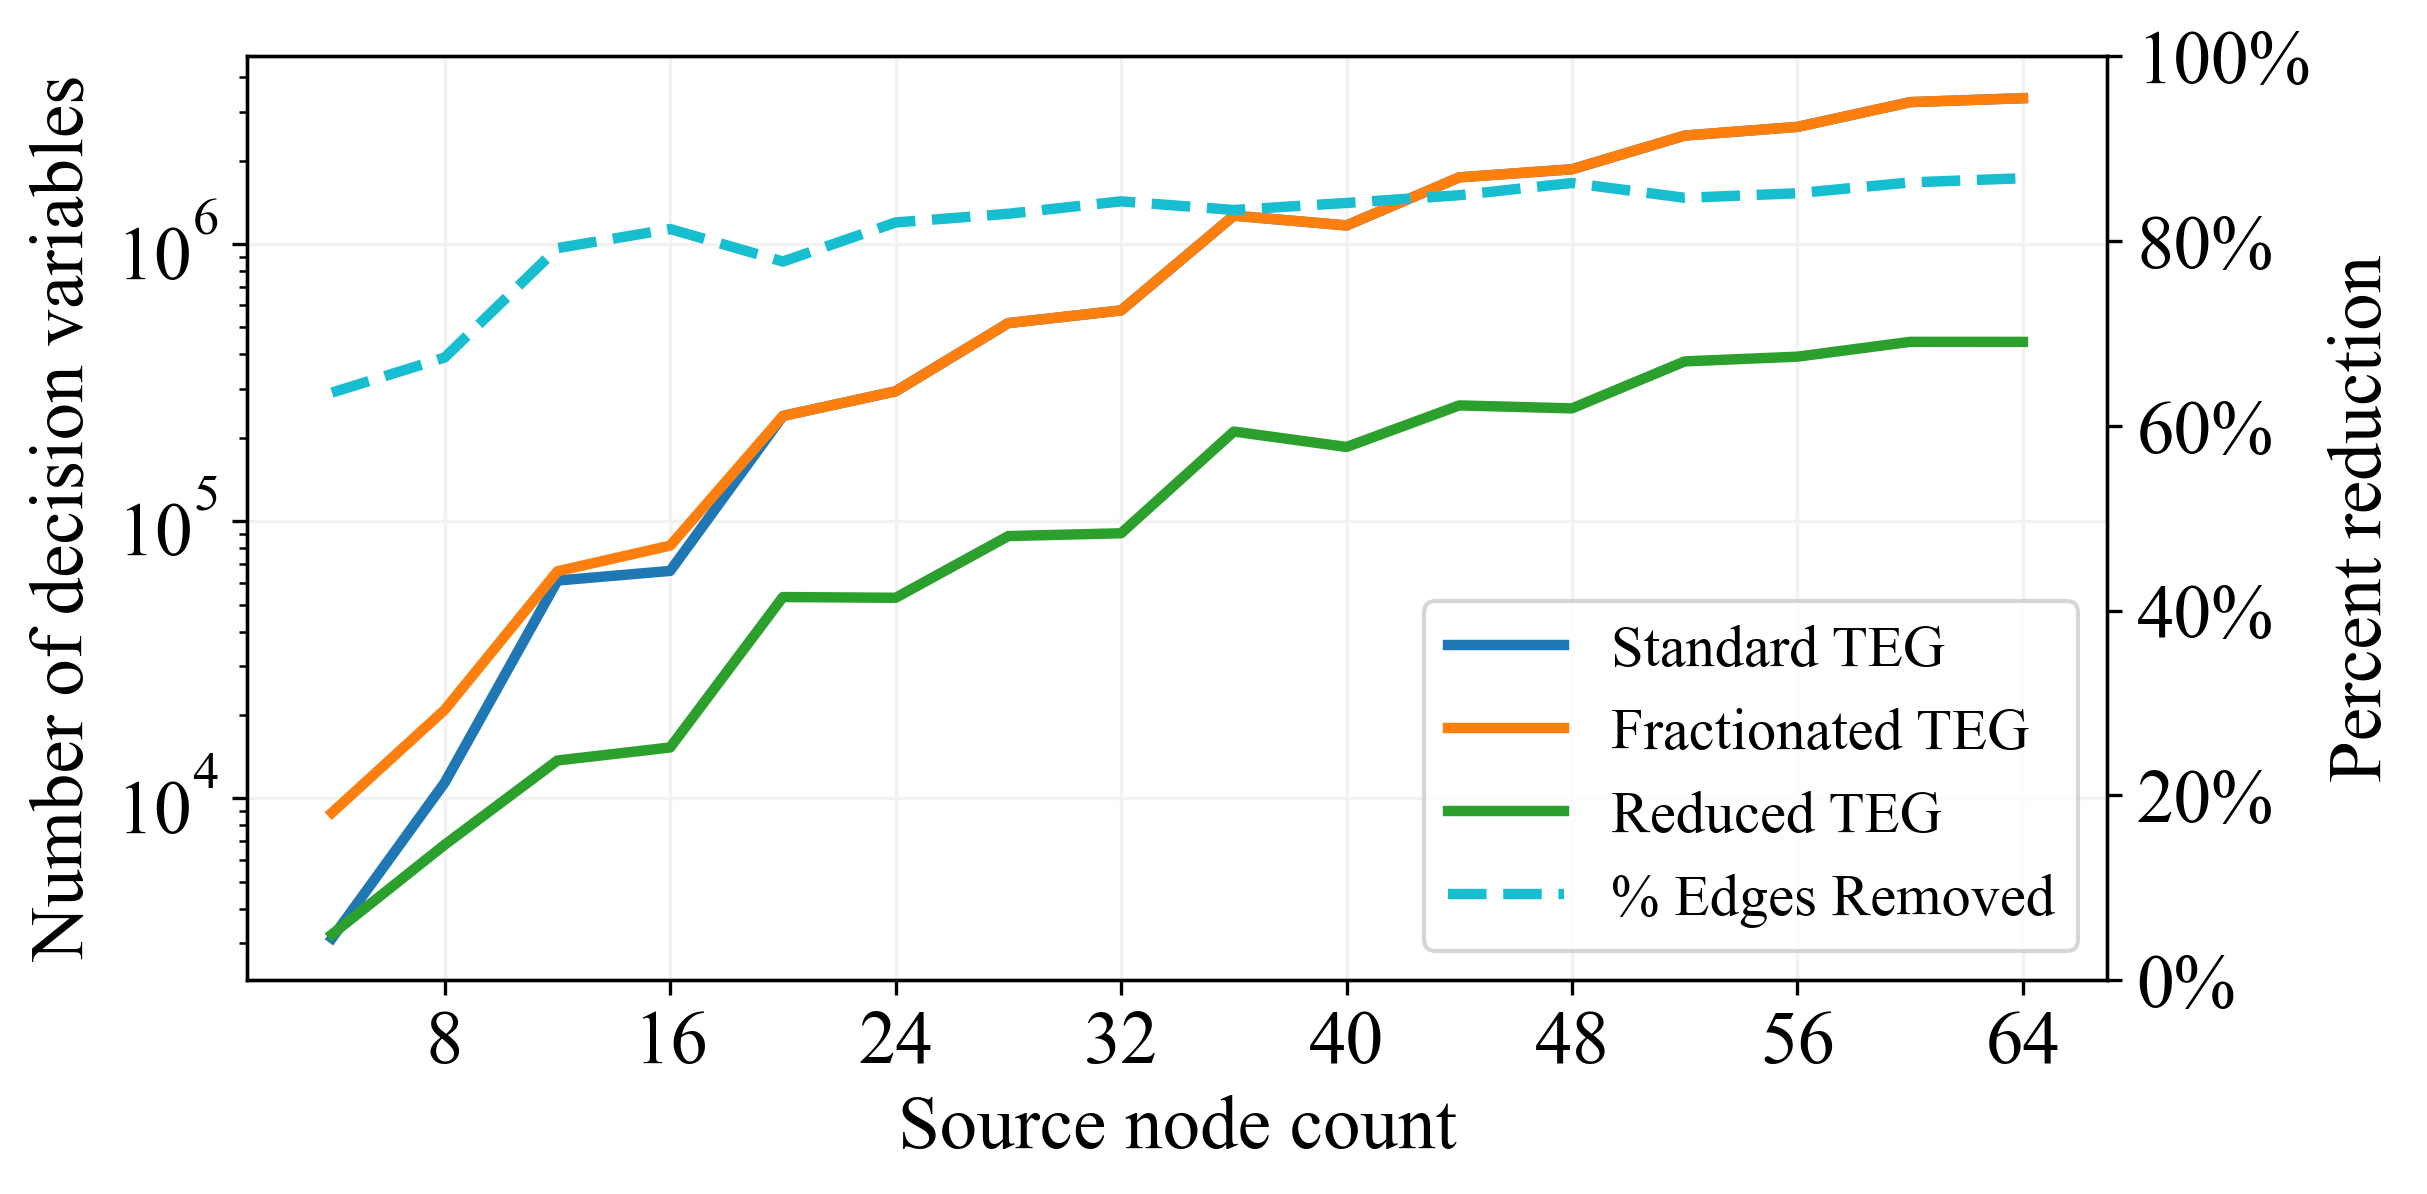 Number of decision variables
10^6
10^5
10^4
100%
80%
60%
40%
20%
0%
Percent reduction
Standard TEG
Fractionated TEG
Reduced TEG
% Edges Removed
8 16 24 32 40 48 56 64
Source node count